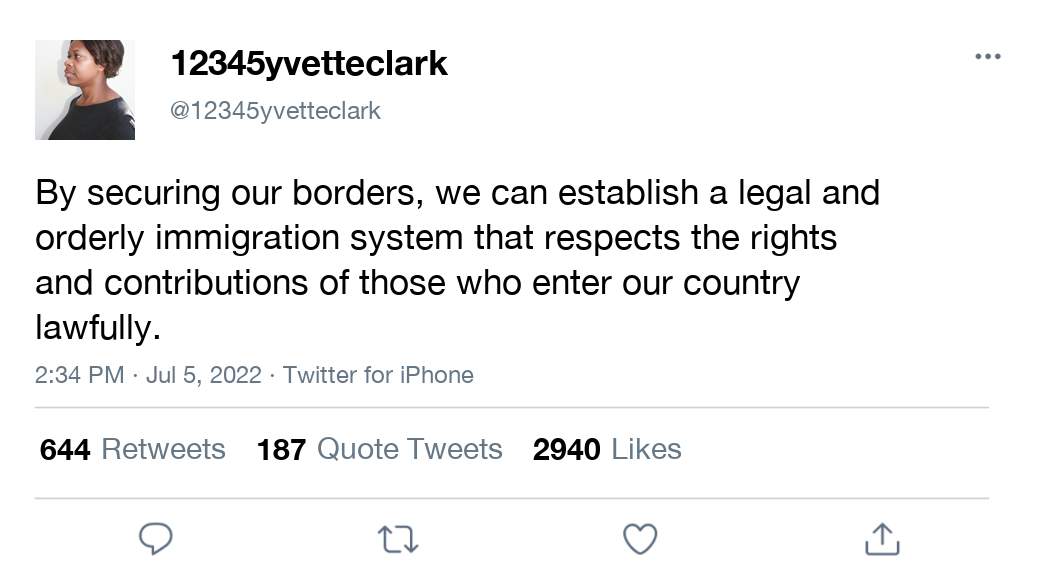 12345yvetteclark
@12345yvetteclark
By securing our borders, we can establish a legal and
orderly immigration system that respects the rights
and contributions of those who enter our country
lawfully.
2:34 PM · Jul 5, 2022 · Twitter for iPhone
644 Retweets 187 Quote Tweets 2940 Likes